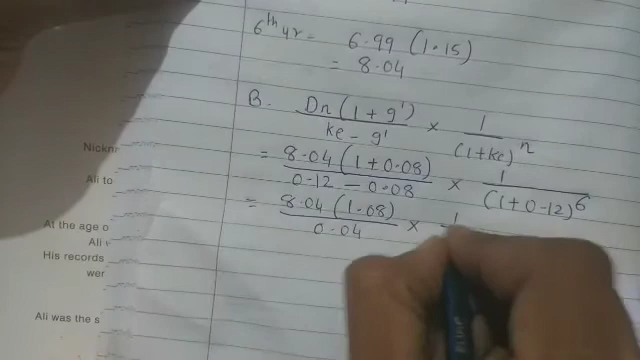 6th yr = 6.99 (1.15)
= 8.04
B. Dn (1 + g') / ke - g' × 1 / (1+ke)^n
= 8.04 (1 + 0.08) / 0.12 - 0.08 × 1 / (1 + 0.12)^6
= 8.04 (1.08) / 0.04 × 1
Ali to
At the age o
Ali
His records
wer
Ali was the s